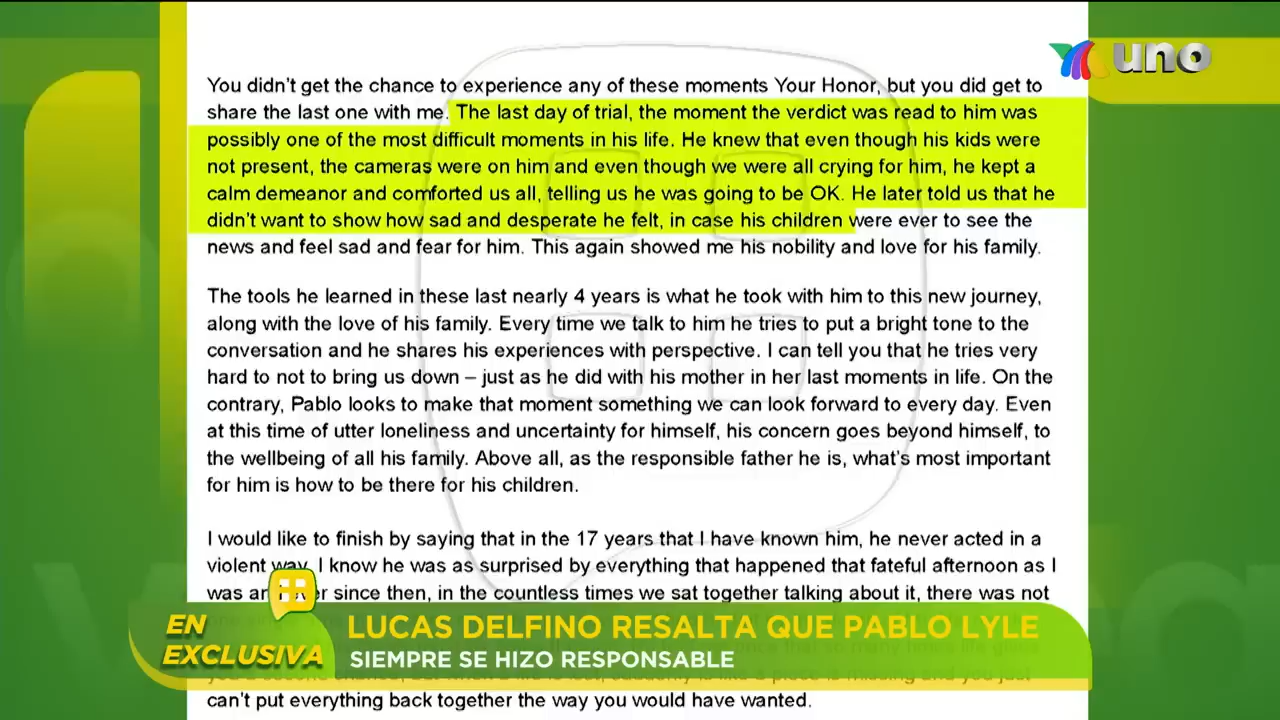 uno
You didn't get the chance to experience any of these moments Your Honor, but you did get to
share the last one with me. The last day of trial, the moment the verdict was read to him was
possibly one of the most difficult moments in his life. He knew that even though his kids were
not present, the cameras were on him and even though we were all crying for him, he kept a
calm demeanor and comforted us all, telling us he was going to be OK. He later told us that he
didn't want to show how sad and desperate he felt, in case his children were ever to see the
news and feel sad and fear for him. This again showed me his nobility and love for his family.
The tools he learned in these last nearly 4 years is what he took with him to this new journey,
along with the love of his family. Every time we talk to him he tries to put a bright tone to the
conversation and he shares his experiences with perspective. I can tell you that he tries very
hard to not to bring us down – just as he did with his mother in her last moments in life. On the
contrary, Pablo looks to make that moment something we can look forward to every day. Even
at this time of utter loneliness and uncertainty for himself, his concern goes beyond himself, to
the wellbeing of all his family. Above all, as the responsible father he is, what's most important
for him is how to be there for his children.
I would like to finish by saying that in the 17 years that I have known him, he never acted in a
violent way. I know he was as surprised by everything that happened that fateful afternoon as I
was since then, in the countless times we sat together talking about it, there was not
can't put everything back together the way you would have wanted.
EN
EXCLUSIVA
LUCAS DELFINO RESALTA QUE PABLO LYLE
SIEMPRE SE HIZO RESPONSABLE